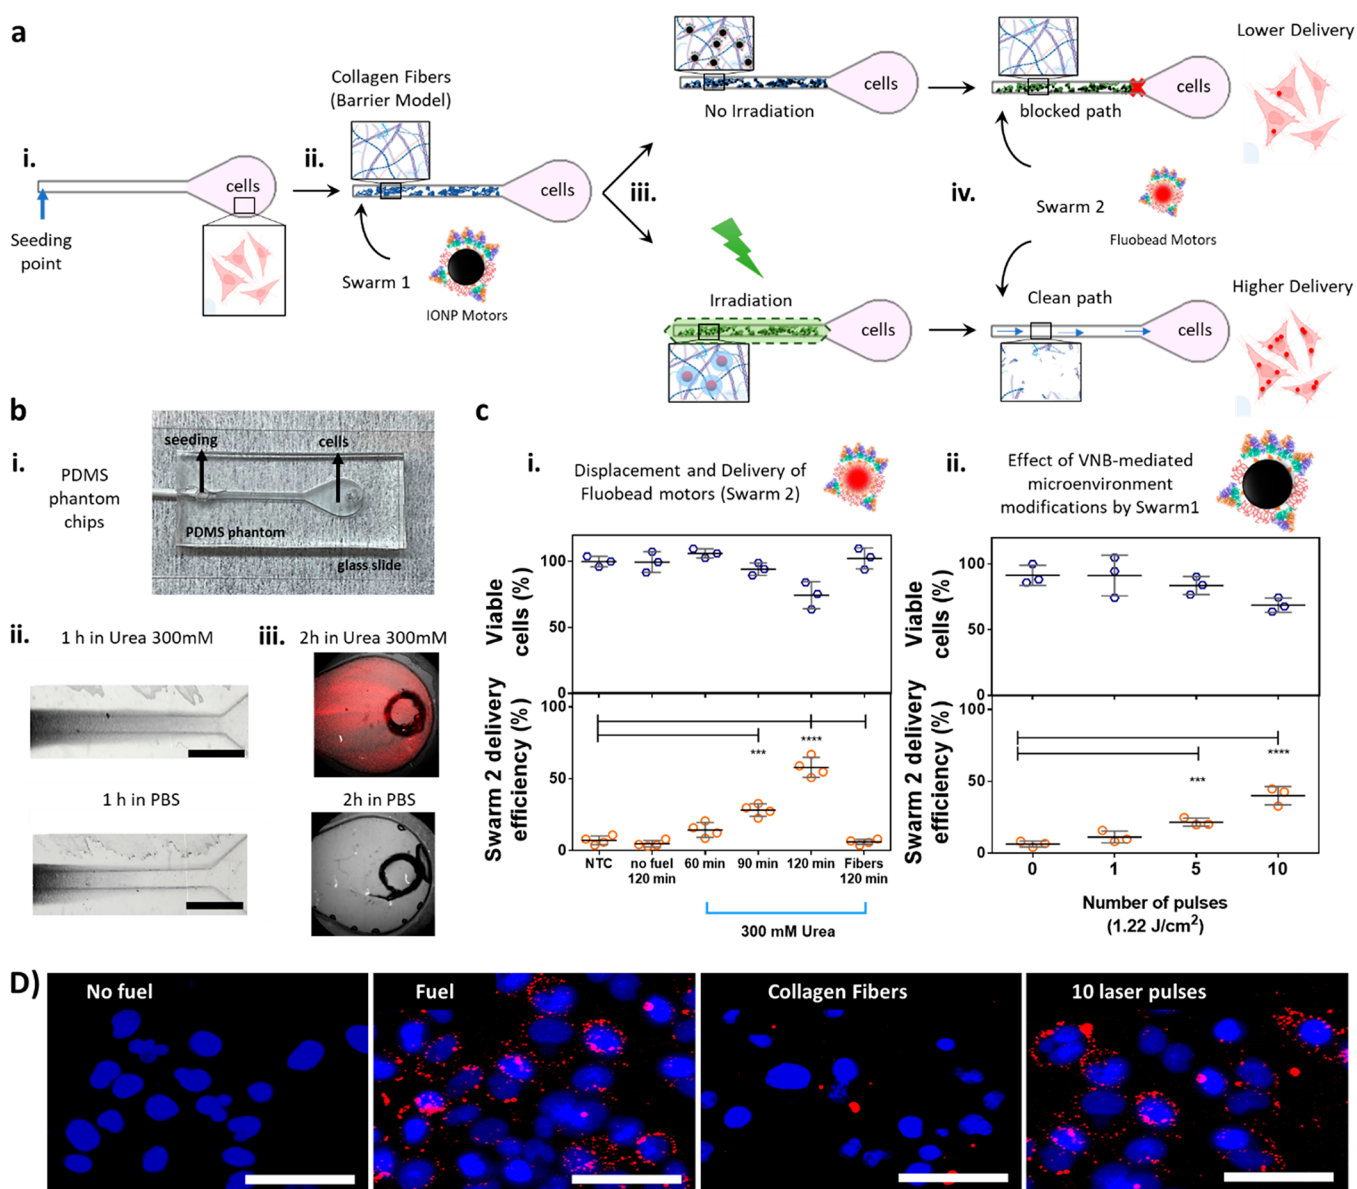 a
i.
cells
Seeding
point
ii.
Collagen Fibers
(Barrier Model)
cells
Swarm 1
IONP Motors
iii.
cells
No Irradiation
Irradiation
cells
iv.
cells
blocked path
Lower Delivery
Swarm 2
Fluobead Motors
Clean path
cells
Higher Delivery
b
i.
PDMS
phantom
chips
seeding
cells
PDMS phantom
glass slide
ii.
1 h in Urea 300mM
1 h in PBS
iii.
2h in Urea 300mM
2h in PBS
c
i.
Displacement and Delivery of
Fluobead motors (Swarm 2)
Viable
cells (%)
100
50
0
Swarm 2 delivery
efficiency (%)
100
50
0
***
****
NTC
no fuel
120 min
60 min
90 min
120 min
Fibers
120 min
300 mM Urea
ii.
Effect of VNB-mediated
microenvironment
modifications by Swarm1
Viable
cells (%)
100
50
0
Swarm 2 delivery
efficiency (%)
100
50
0
***
****
0 1 5 10
Number of pulses
(1.22 J/cm²)
D)
No fuel
Fuel
Collagen Fibers
10 laser pulses